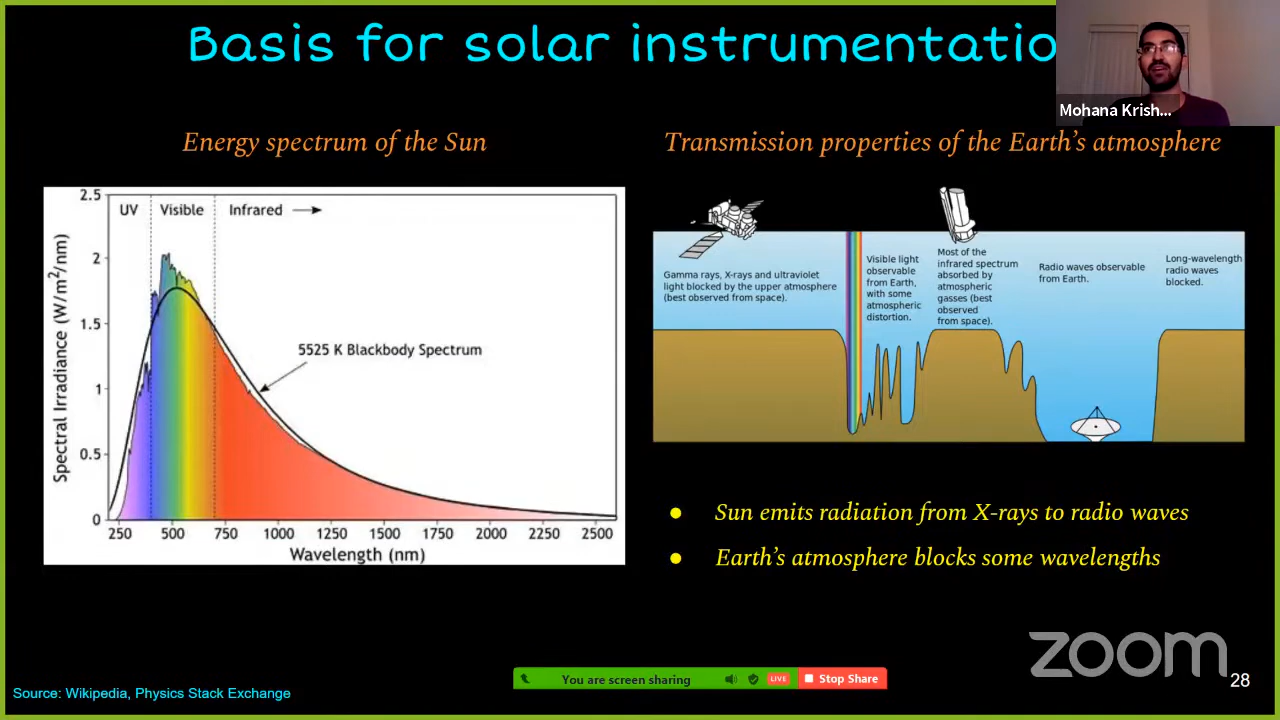 Basis for solar instrumentatio
Mohana Krish...
Energy spectrum of the Sun
Transmission properties of the Earth's atmosphere
2.5
2
1.5
1
0.5
0
Spectral Irradiance (W/m²/nm)
UV
Visible
Infrared
5525 K Blackbody Spectrum
250 500 750 1000 1250 1500 1750 2000 2250 2500
Wavelength (nm)
Gamma rays, X-rays and ultraviolet
light blocked by the upper atmosphere
(best observed from space).
Visible light
observable
from Earth,
with some
atmospheric
distortion.
Most of the
infrared spectrum
absorbed by
atmospheric
gasses (best
observed
from space).
Radio waves observable
from Earth.
Long-wavelength
radio waves
blocked.
● Sun emits radiation from X-rays to radio waves
● Earth's atmosphere blocks some wavelengths
zoom
You are screen sharing
LIVE
Stop Share
Source: Wikipedia, Physics Stack Exchange
28